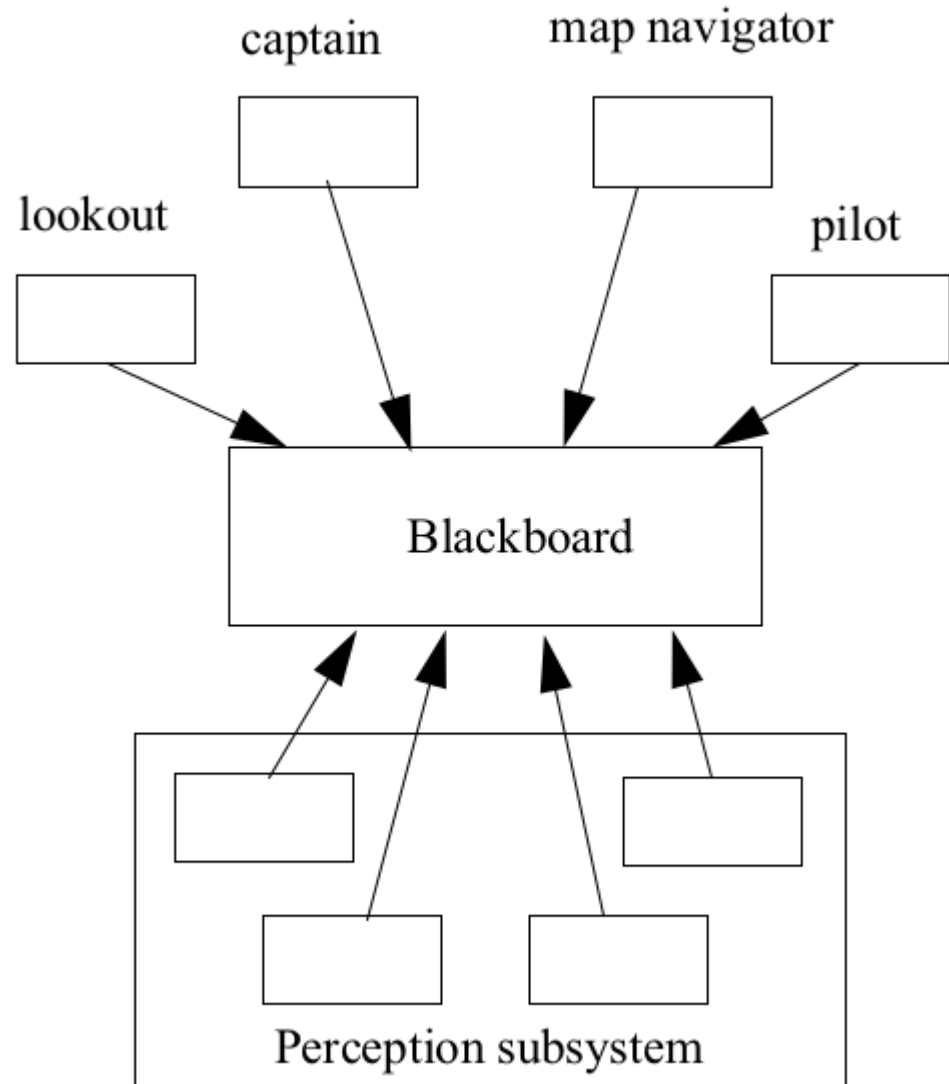 captain
map navigator
lookout
pilot
Blackboard
Perception subsystem